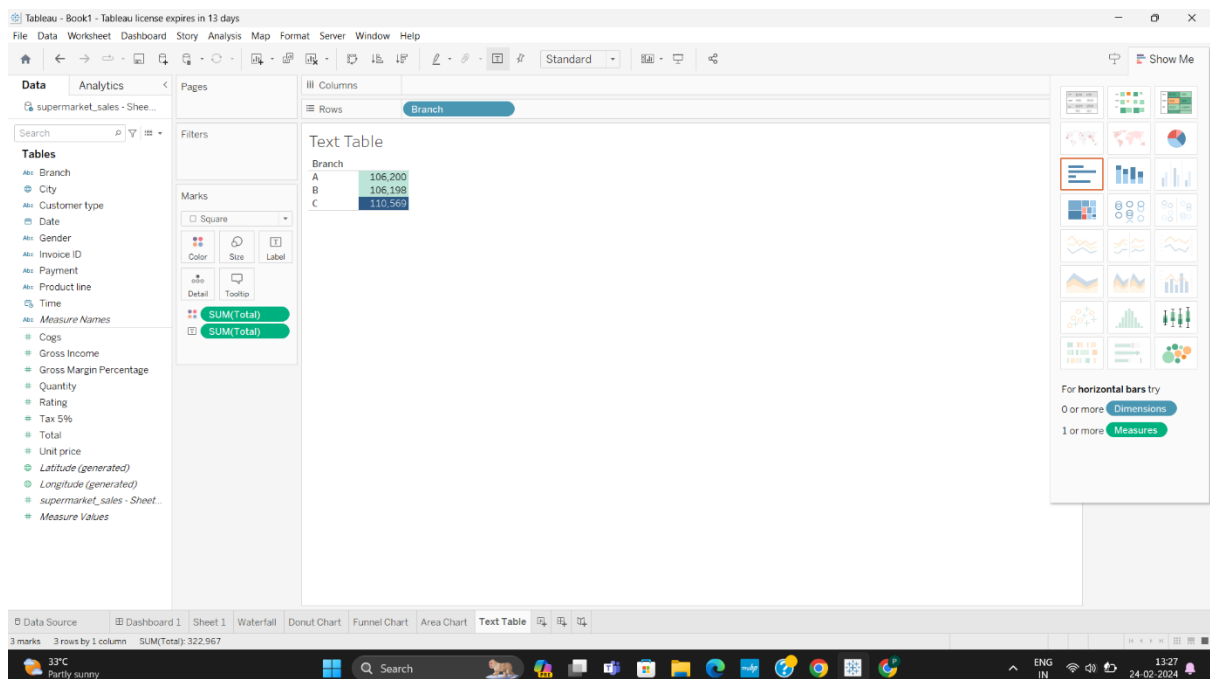 Tableau - Book1 - Tableau license expires in 13 days
File Data Worksheet Dashboard Story Analysis Map Format Server Window Help
Standard
Show Me
Data Analytics
supermarket_sales - Shee...
Search
Tables
Abc Branch
City
Abc Customer type
Date
Abc Gender
Abc Invoice ID
Abc Payment
Abc Product line
Time
Abc Measure Names
# Cogs
# Gross Income
# Gross Margin Percentage
# Quantity
# Rating
# Tax 5%
# Total
# Unit price
Latitude (generated)
Longitude (generated)
# supermarket_sales - Sheet...
# Measure Values
Pages
Filters
Marks
Square
Color Size Label
Detail Tooltip
SUM(Total)
SUM(Total)
Columns
Rows Branch
Text Table
Branch
A 106,200
B 106,198
C 110,569
For horizontal bars try
0 or more Dimensions
1 or more Measures
Data Source Dashboard 1 Sheet 1 Waterfall Donut Chart Funnel Chart Area Chart Text Table
3 marks 3 rows by 1 column SUM(Total): 322,967
33°C
Partly sunny
Search
ENG
IN
13:27
24-02-2024